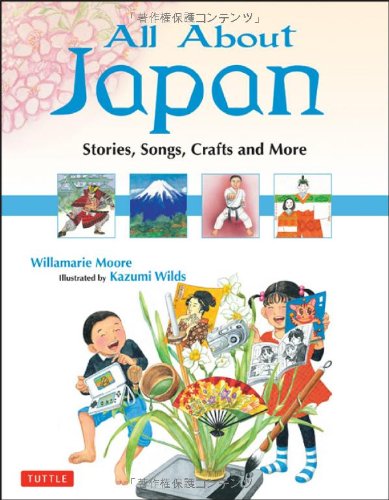 「著作権保護コンテンツ」
All About
Japan
Stories, Songs, Crafts and More
Willamarie Moore
Illustrated by Kazumi Wilds
TUTTLE
「著作権保護コンテンツ」